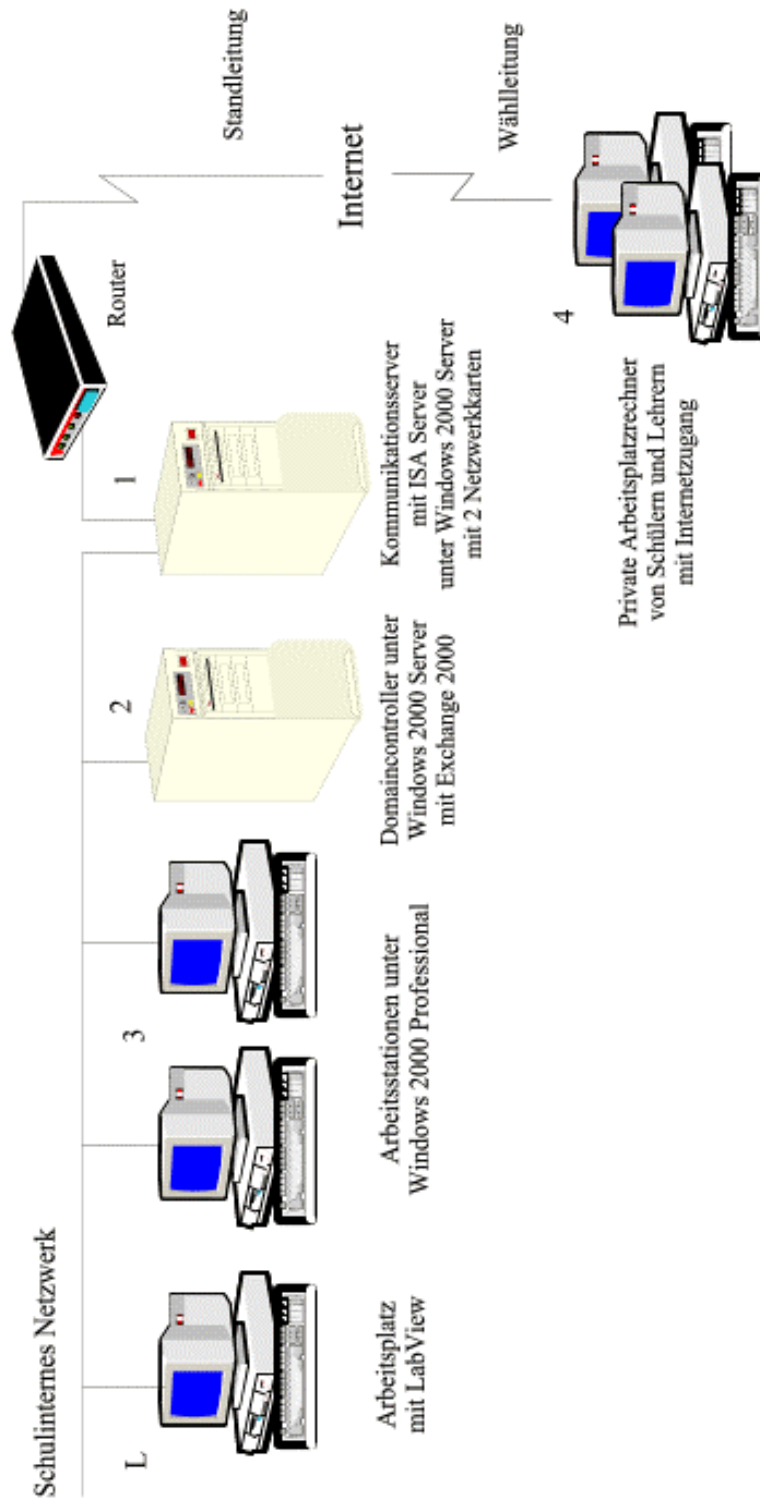 Schulinternes Netzwerk
L
Arbeitsplatz
mit LabView
3
Arbeitsstationen unter
Windows 2000 Professional
2
Domaincontroller unter
Windows 2000 Server
mit Exchange 2000
1
Kommunikationsserver
mit ISA Server
unter Windows 2000 Server
mit 2 Netzwerkkarten
Router
Standleitung
Internet
Wählleitung
4
Private Arbeitsplatzrechner
von Schülern und Lehrern
mit Internetzugang